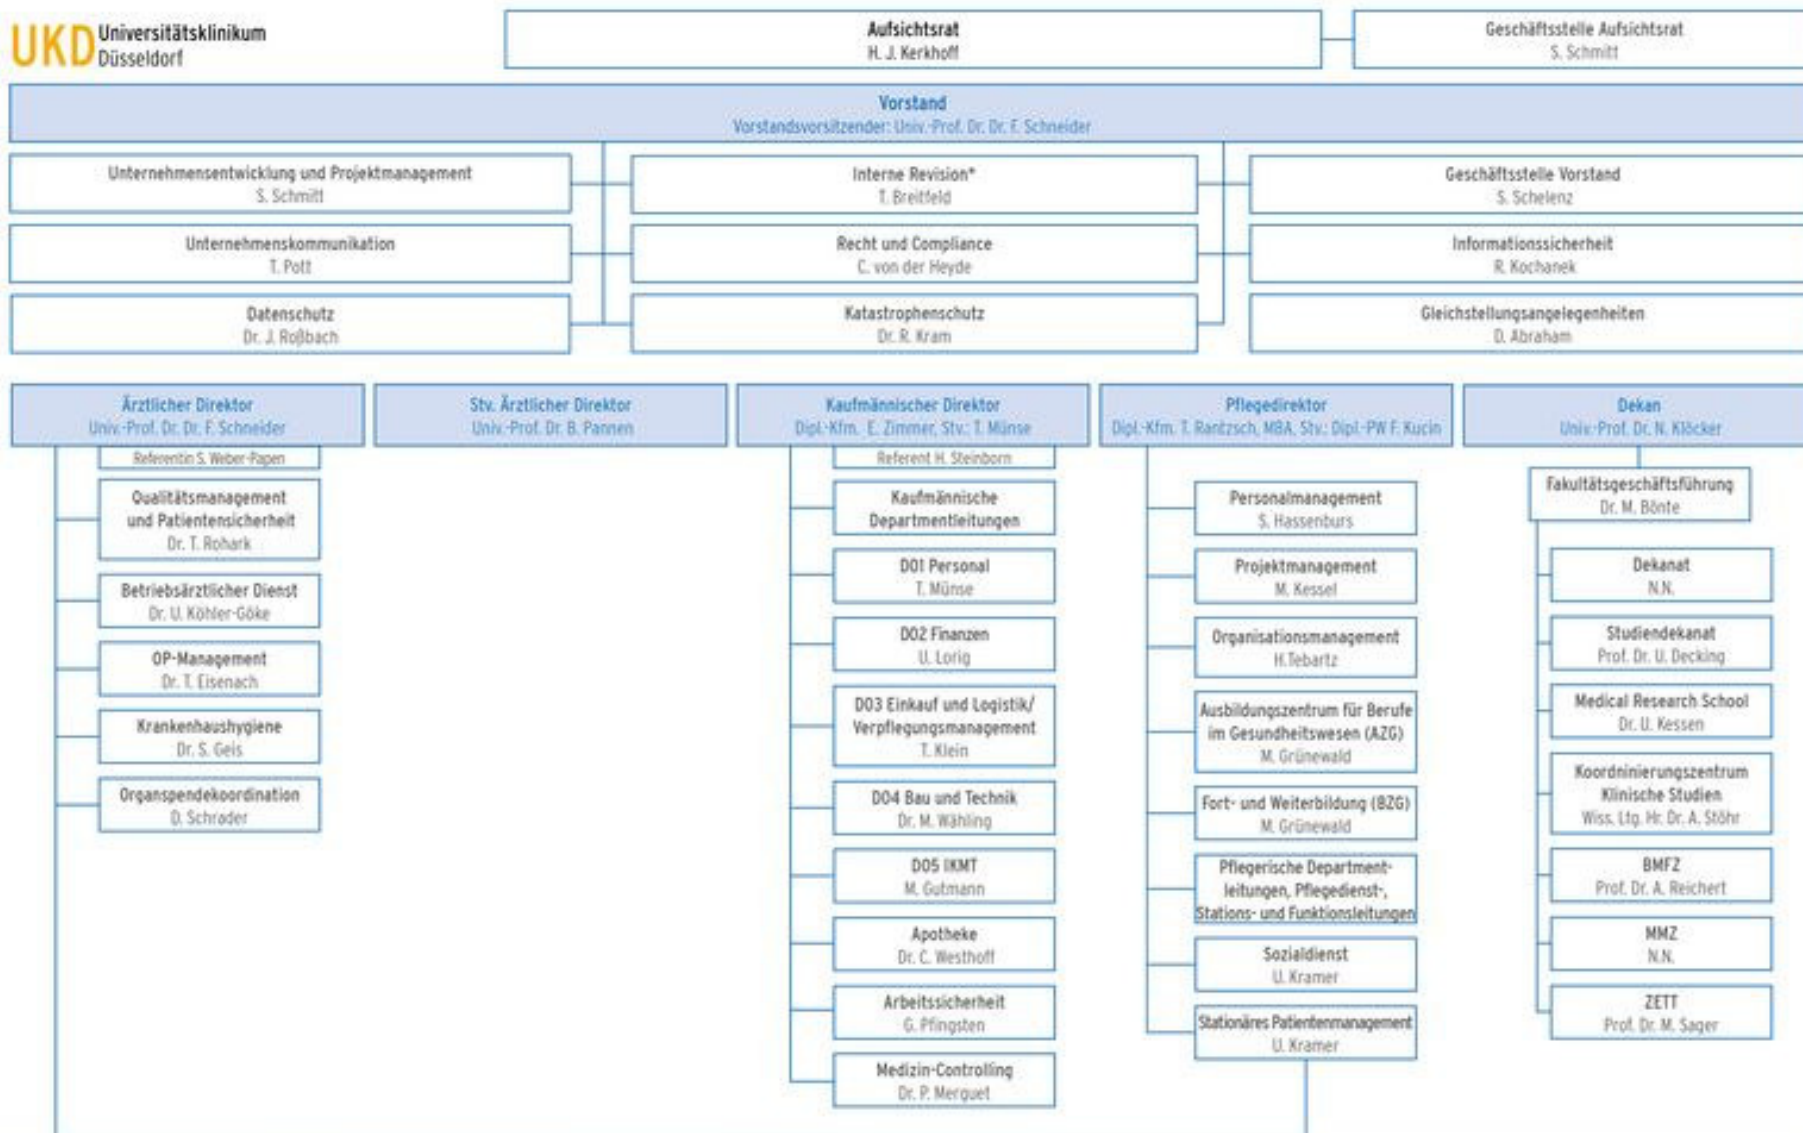 UKD Universitätsklinikum
Düsseldorf
Aufsichtsrat
H. J. Kerkhoff
Geschäftsstelle Aufsichtsrat
S. Schmitt
Vorstand
Vorstandsvorsitzender: Univ.-Prof. Dr. Dr. F. Schneider
Unternehmensentwicklung und Projektmanagement
S. Schmitt
Interne Revision*
T. Breitfeld
Geschäftsstelle Vorstand
S. Schelenz
Unternehmenskommunikation
T. Pott
Recht und Compliance
C. von der Heyde
Informationssicherheit
R. Kochanek
Datenschutz
Dr. J. Roßbach
Katastrophenschutz
Dr. R. Kram
Gleichstellungsangelegenheiten
D. Abraham
Ärztlicher Direktor
Univ.-Prof. Dr. Dr. F. Schneider
Referentin S. Weber-Papen
Qualitätsmanagement
und Patientensicherheit
Dr. T. Rohark
Betriebsärztlicher Dienst
Dr. U. Köhler-Göke
OP-Management
Dr. T. Eisenach
Krankenhaushygiene
Dr. S. Geis
Organspendekoordination
D. Schrader
Stv. Ärztlicher Direktor
Univ.-Prof. Dr. B. Pannen
Kaufmännischer Direktor
Dipl.-Kfm. E. Zimmer, Stv.: T. Münse
Referent H. Steinborn
Kaufmännische
Departmentleitungen
D01 Personal
T. Münse
D02 Finanzen
U. Lorig
D03 Einkauf und Logistik/
Verpflegungsmanagement
T. Klein
D04 Bau und Technik
Dr. M. Wähling
D05 IKMT
M. Gutmann
Apotheke
Dr. C. Westhoff
Arbeitssicherheit
G. Pfingsten
Medizin-Controlling
Dr. P. Merguet
Pflegedirektor
Dipl.-Kfm. T. Rantzsch, MBA, Stv.: Dipl.-PW F. Kucin
Personalmanagement
S. Hassenburs
Projektmanagement
M. Kessel
Organisationsmanagement
H.Tebartz
Ausbildungszentrum für Berufe
im Gesundheitswesen (AZG)
M. Grünewald
Fort- und Weiterbildung (BZG)
M. Grünewald
Pflegerische Department-
leitungen, Pflegedienst-,
Stations- und Funktionsleitungen
Sozialdienst
U. Kramer
Stationäres Patientenmanagement
U. Kramer
Dekan
Univ.-Prof. Dr. N. Klöcker
Fakultätsgeschäftsführung
Dr. M. Bönte
Dekanat
N.N.
Studiendekanat
Prof. Dr. U. Decking
Medical Research School
Dr. U. Kessen
Koordninierungszentrum
Klinische Studien
Wiss. Ltg. Hr. Dr. A. Stöhr
BMFZ
Prof. Dr. A. Reichert
MMZ
N.N.
ZETT
Prof. Dr. M. Sager